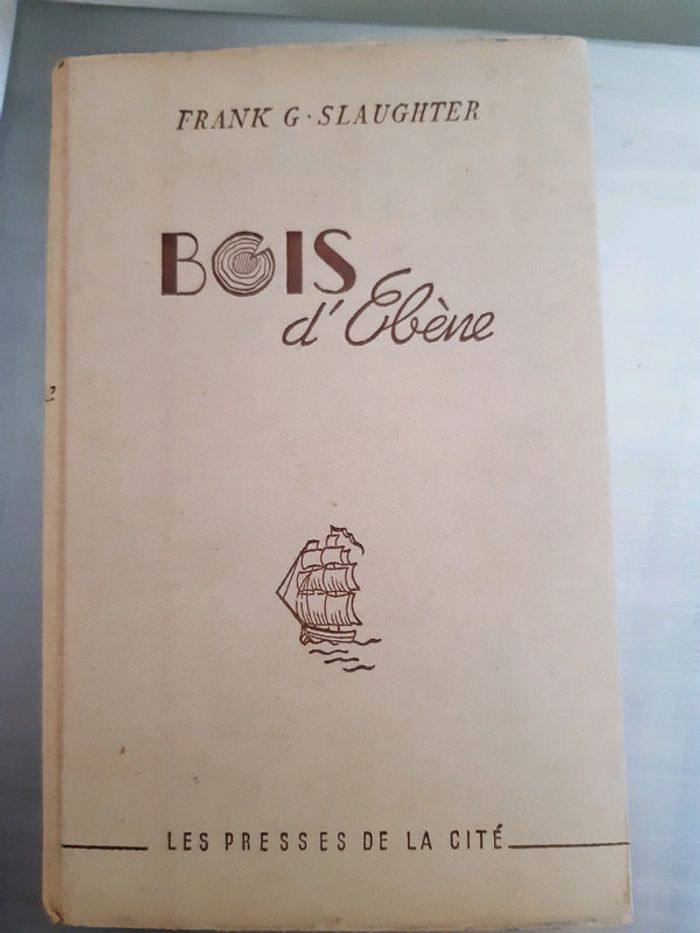 FRANK G · SLAUGHTER
BOIS
d'Ebène
LES PRESSES DE LA CITÉ